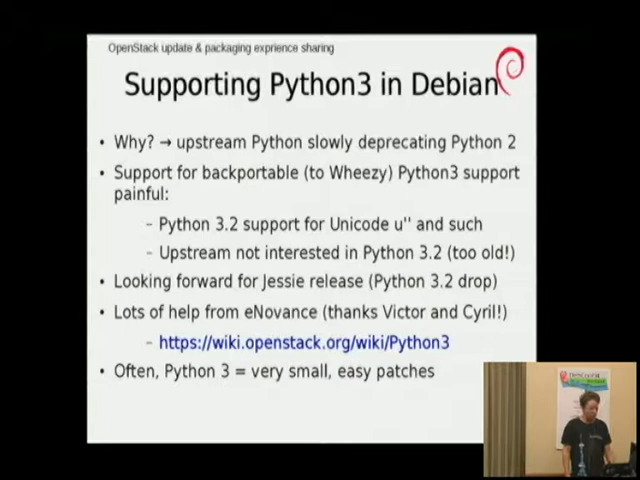 OpenStack update & packaging exprience sharing
Supporting Python3 in Debian
• Why? → upstream Python slowly deprecating Python 2
• Support for backportable (to Wheezy) Python3 support
painful:
– Python 3.2 support for Unicode u'' and such
– Upstream not interested in Python 3.2 (too old!)
• Looking forward for Jessie release (Python 3.2 drop)
• Lots of help from eNovance (thanks Victor and Cyril!)
– https://wiki.openstack.org/wiki/Python3
• Often, Python 3 = very small, easy patches